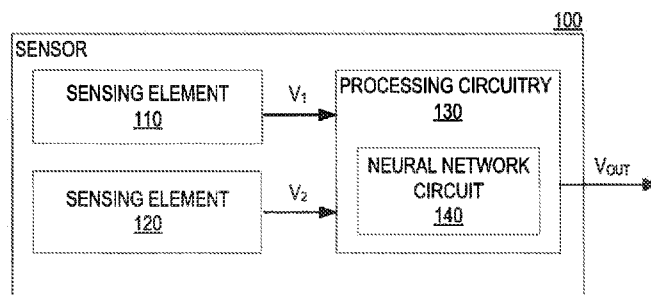 100
SENSOR
SENSING ELEMENT
110
V1
PROCESSING CIRCUITRY
130
NEURAL NETWORK
CIRCUIT
140
VOUT
SENSING ELEMENT
120
V2